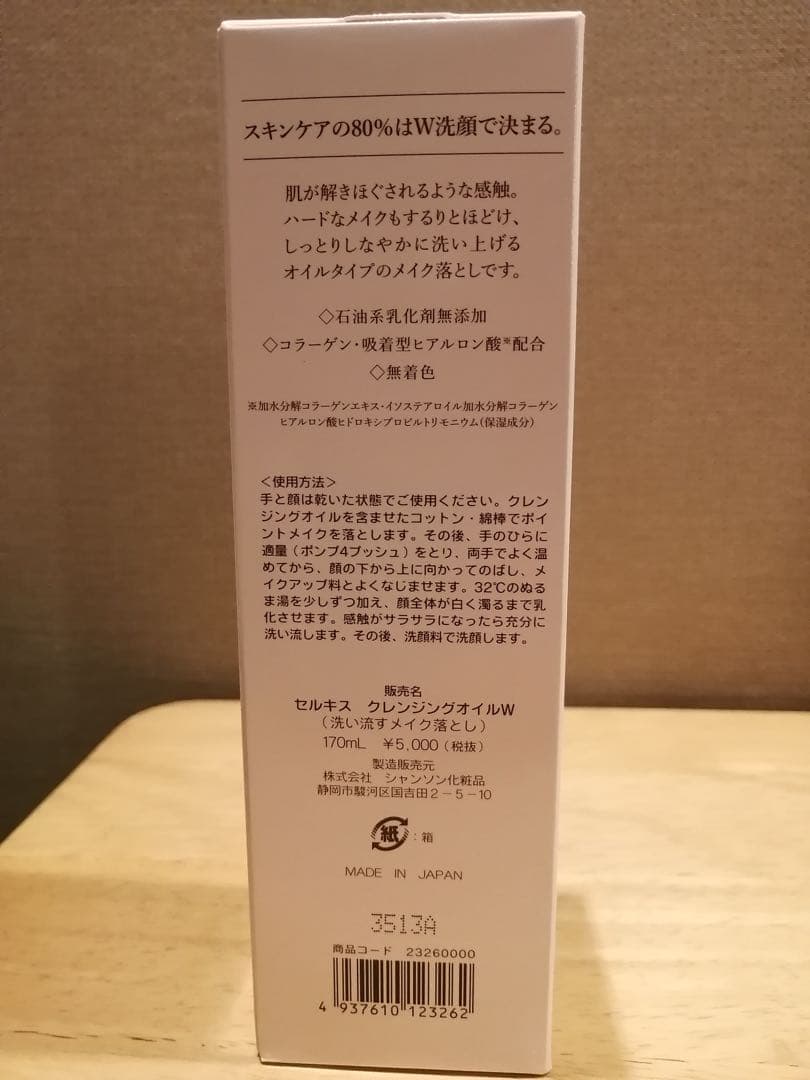 スキンケアの80%はW洗顔で決まる。
肌が解きほぐされるような感触。
ハードなメイクもするりとほどけ、
しっとりしなやかに洗い上げる
オイルタイプのメイク落としです。
◇石油系乳化剤無添加
◇コラーゲン・吸着型ヒアルロン酸※配合
◇無着色
※加水分解コラーゲンエキス・イソステアロイル加水分解コラーゲン
ヒアルロン酸ヒドロキシプロピルトリモニウム(保湿成分)
＜使用方法＞
手と顔は乾いた状態でご使用ください。クレン
ジングオイルを含ませたコットン・綿棒でポイ
ントメイクを落とします。その後、手のひらに
適量（ポンプ4プッシュ）をとり、両手でよく温
めてから、顔の下から上に向かってのばし、メ
イクアップ料とよくなじませます。32℃のぬる
ま湯を少しずつ加え、顔全体が白く濁るまで乳
化させます。感触がサラサラになったら充分に
洗い流します。その後、洗顔料で洗顔します。
販売名
セルキス　クレンジングオイルW
（洗い流すメイク落とし）
170mL　¥5,000（税抜）
製造販売元
株式会社　シャンソン化粧品
静岡市駿河区国吉田2－5－10
紙：箱
MADE IN JAPAN
3513A
商品コード　23260000
4 937610 123262